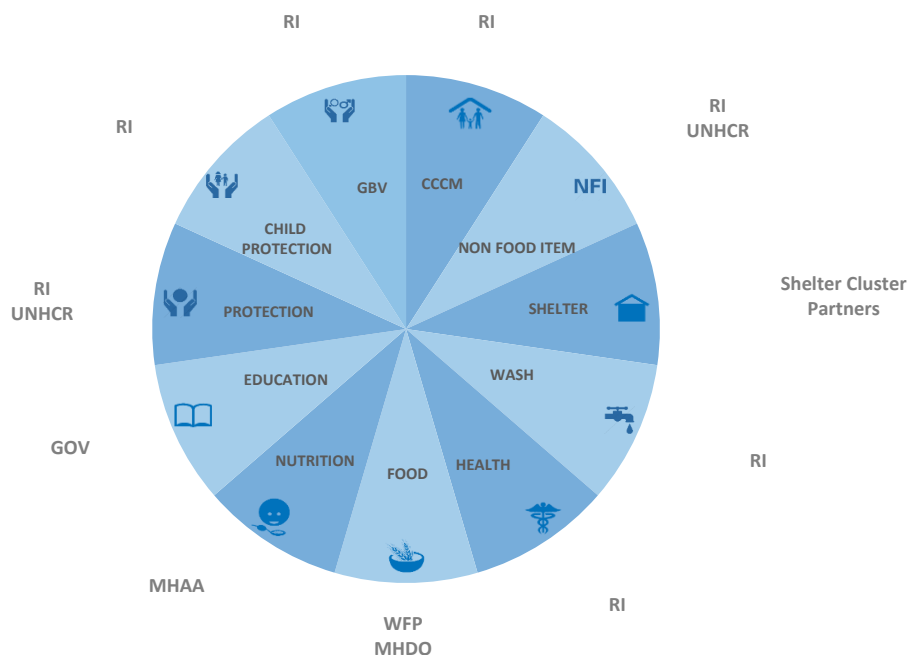 RI
RI
RI
RI
UNHCR
GBV
CCCM
NFI
CHILD
PROTECTION
NON FOOD ITEM
RI
UNHCR
PROTECTION
SHELTER
Shelter Cluster
Partners
EDUCATION
WASH
GOV
NUTRITION
FOOD
HEALTH
RI
MHAA
WFP
MHDO
RI